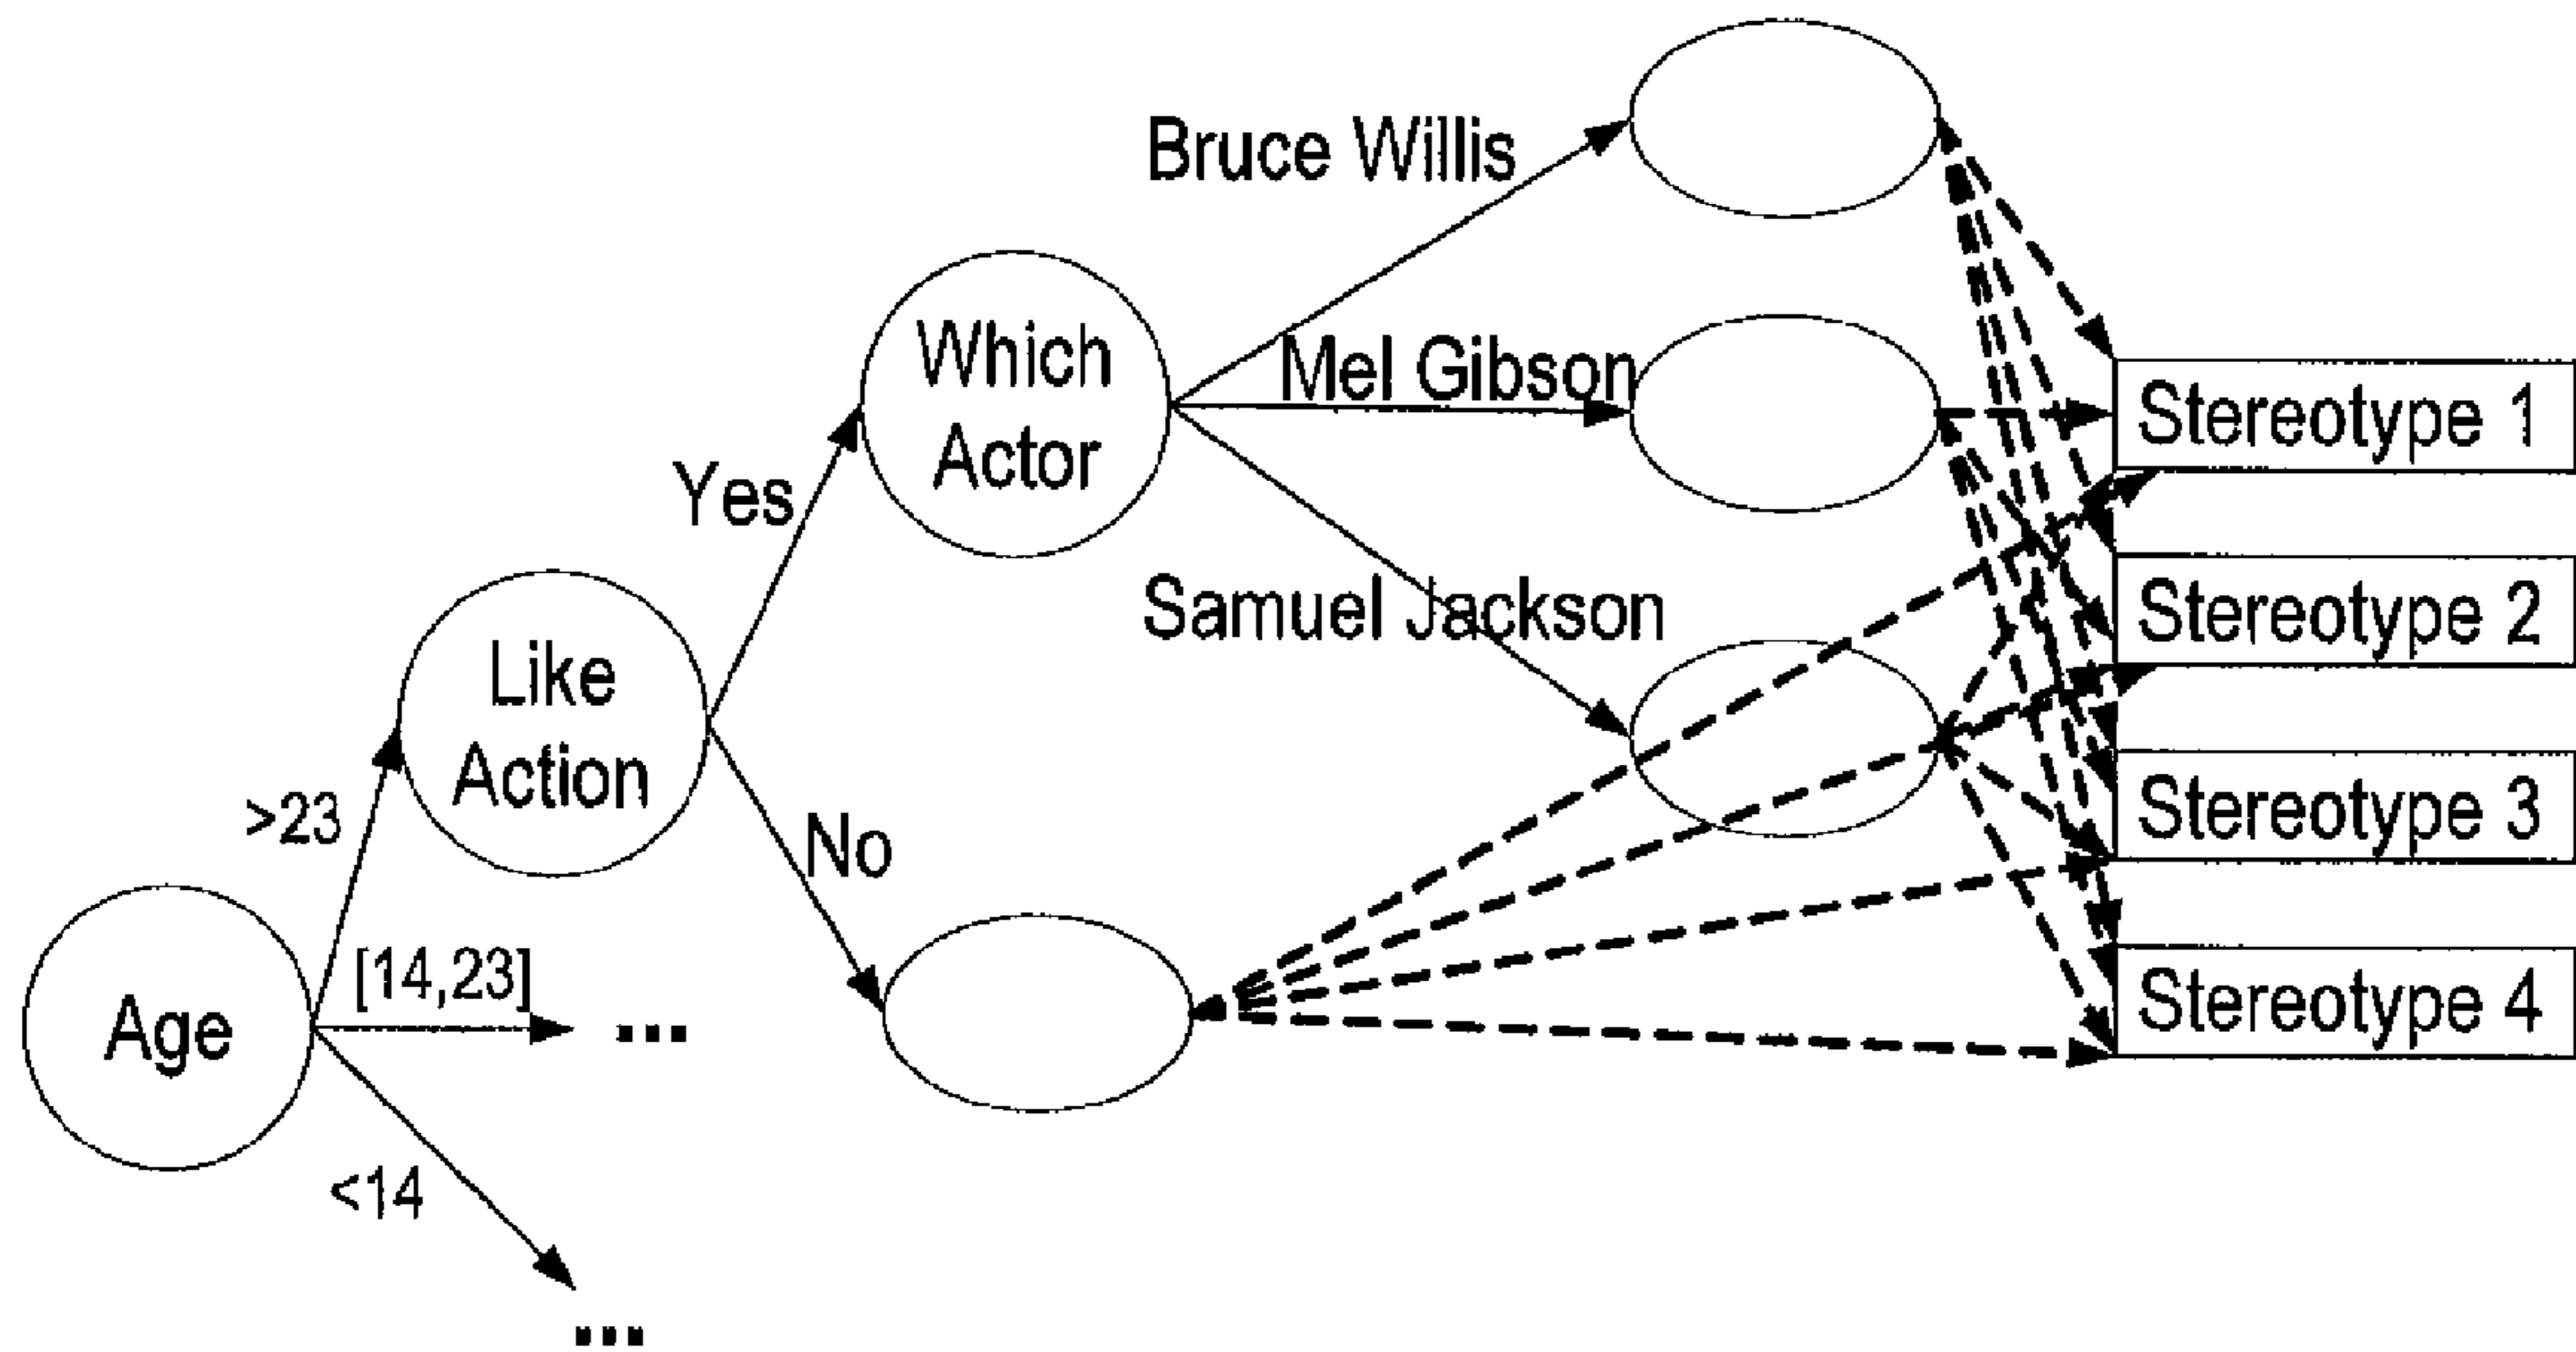 Bruce Willis
Which
Actor
Mel Gibson
Stereotype 1
Yes
Samuel Jackson
Stereotype 2
Like
Action
>23
No
Stereotype 3
[14,23]
...
Age
Stereotype 4
<14
...